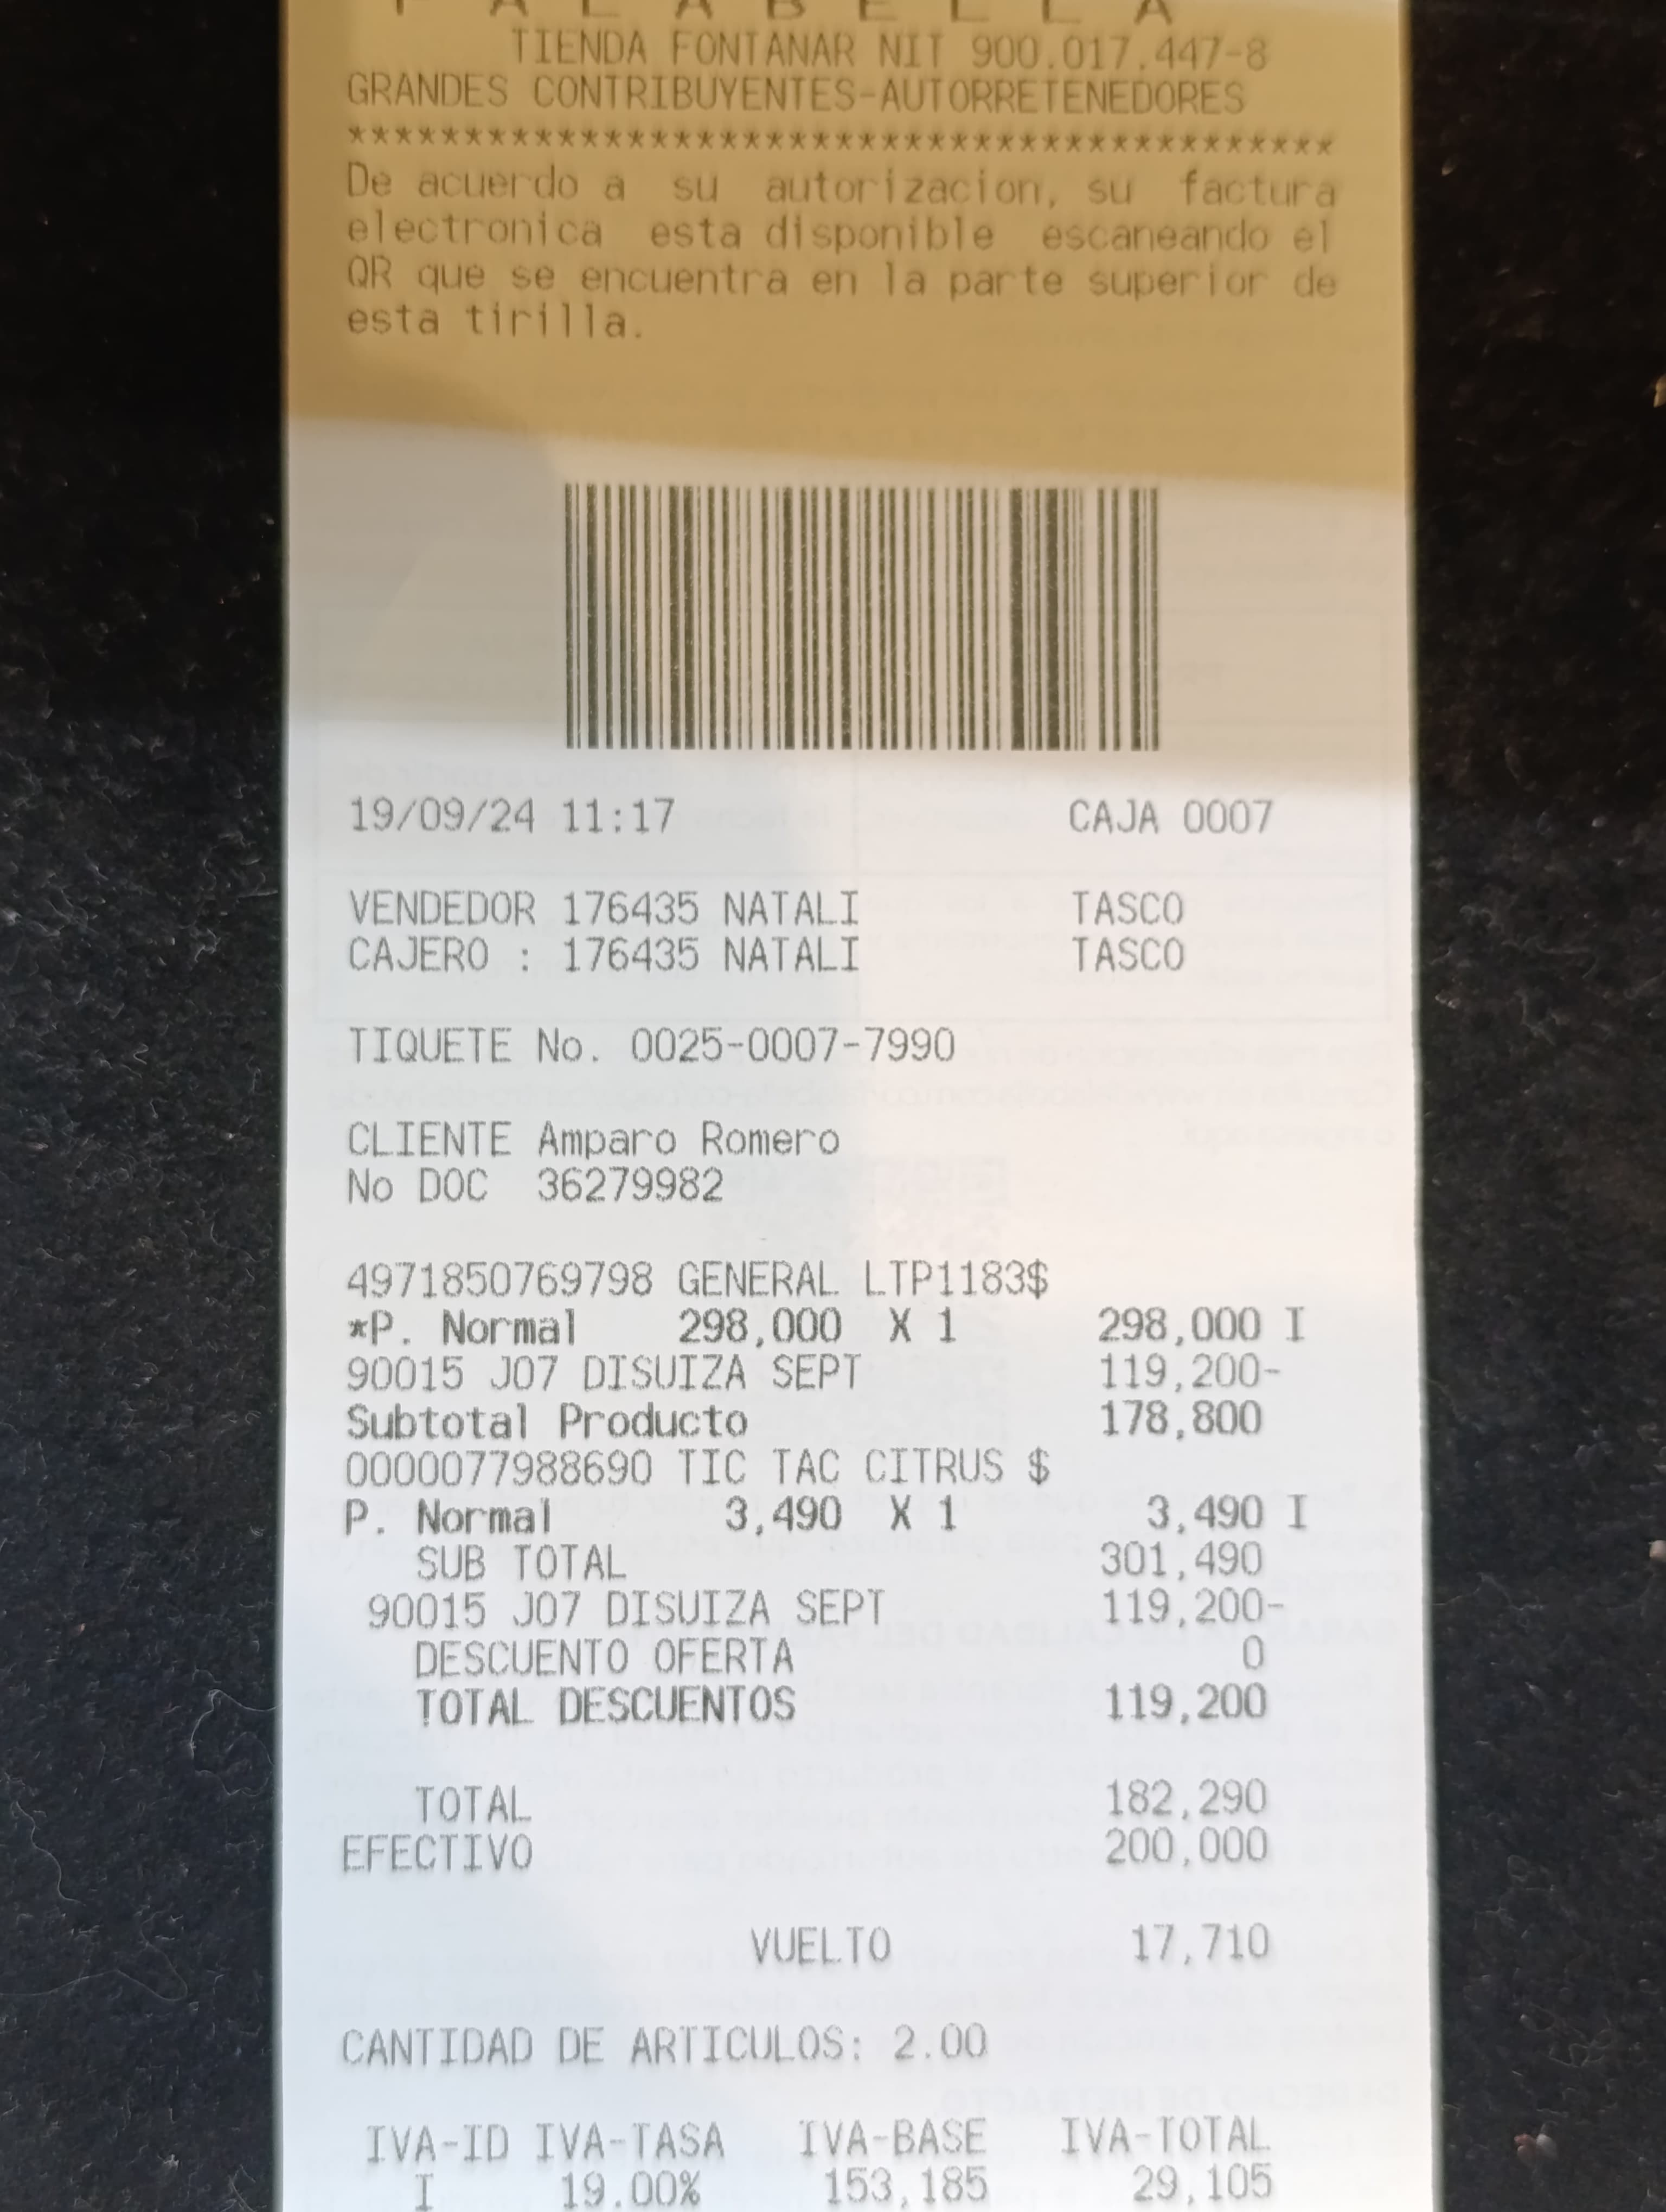 FALABELLA
TIENDA FONTANAR NIT 900.017.447-8
GRANDES CONTRIBUYENTES-AUTORRETENEDORES
******************************************
De acuerdo a su autorizacion, su factura
electronica esta disponible escaneando el
QR que se encuentra en la parte superior de
esta tirilla.
19/09/24 11:17 CAJA 0007
VENDEDOR 176435 NATALI TASCO
CAJERO : 176435 NATALI TASCO
TIQUETE No. 0025-0007-7990
CLIENTE Amparo Romero
No DOC 36279982
4971850769798 GENERAL LTP1183$
*P. Normal 298,000 X 1 298,000 I
90015 J07 DISUIZA SEPT 119,200-
Subtotal Producto 178,800
0000077988690 TIC TAC CITRUS $
P. Normal 3,490 X 1 3,490 I
SUB TOTAL 301,490
90015 J07 DISUIZA SEPT 119,200-
DESCUENTO OFERTA 0
TOTAL DESCUENTOS 119,200
TOTAL 182,290
EFECTIVO 200,000
VUELTO 17,710
CANTIDAD DE ARTICULOS: 2.00
IVA-ID IVA-TASA IVA-BASE IVA-TOTAL
I 19.00% 153,185 29,105